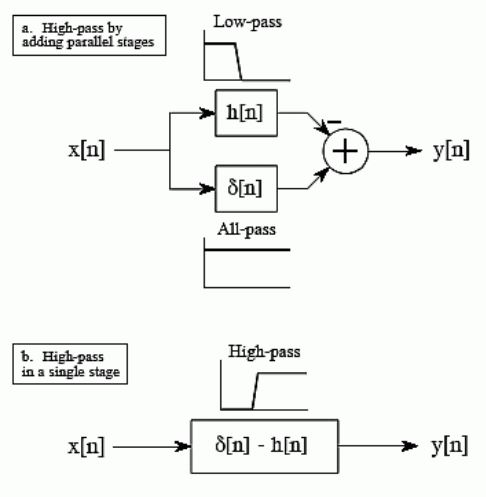 a. High-pass by
adding parallel stages
Low-pass
h[n]
x[n]
−
+
y[n]
δ[n]
All-pass
b. High-pass
in a single stage
High-pass
x[n]
δ[n] - h[n]
y[n]